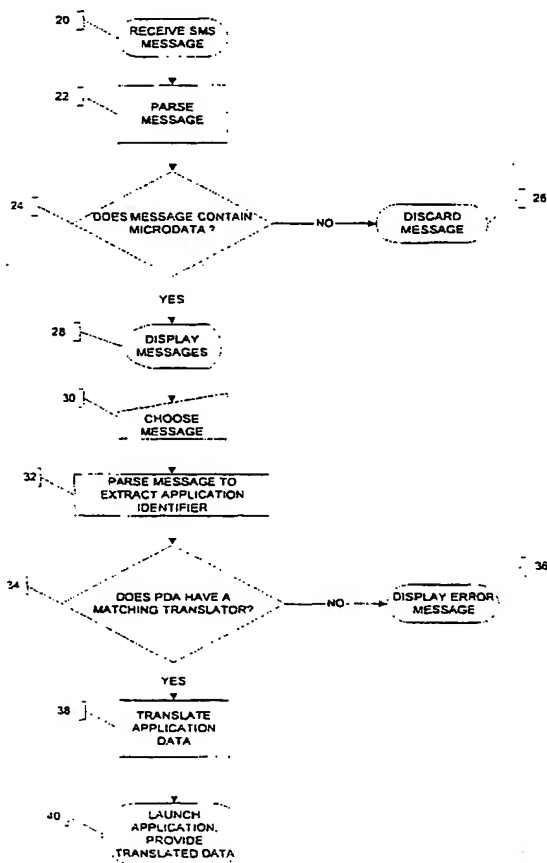 20
RECEIVE SMS
MESSAGE
22
PARSE
MESSAGE
24
DOES MESSAGE CONTAIN
MICRODATA ?
NO
DISCARD
MESSAGE
26
YES
28
DISPLAY
MESSAGES
30
CHOOSE
MESSAGE
32
PARSE MESSAGE TO
EXTRACT APPLICATION
IDENTIFIER
34
DOES PDA HAVE A
MATCHING TRANSLATOR?
NO
DISPLAY ERROR
MESSAGE
36
YES
38
TRANSLATE
APPLICATION
DATA
40
LAUNCH
APPLICATION,
PROVIDE
TRANSLATED DATA